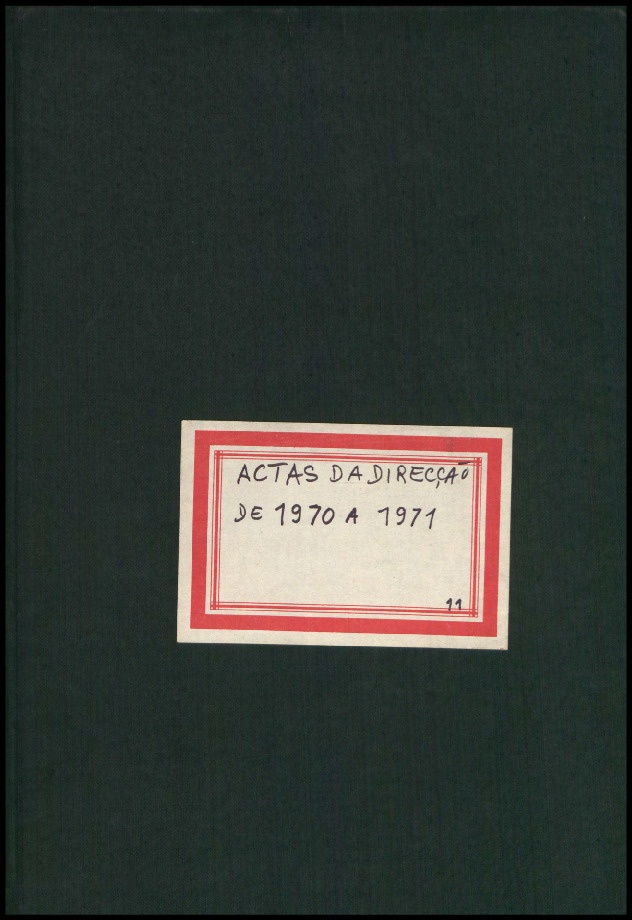 ACTAS DA DIRECÇÃO
DE 1970 A 1971
11